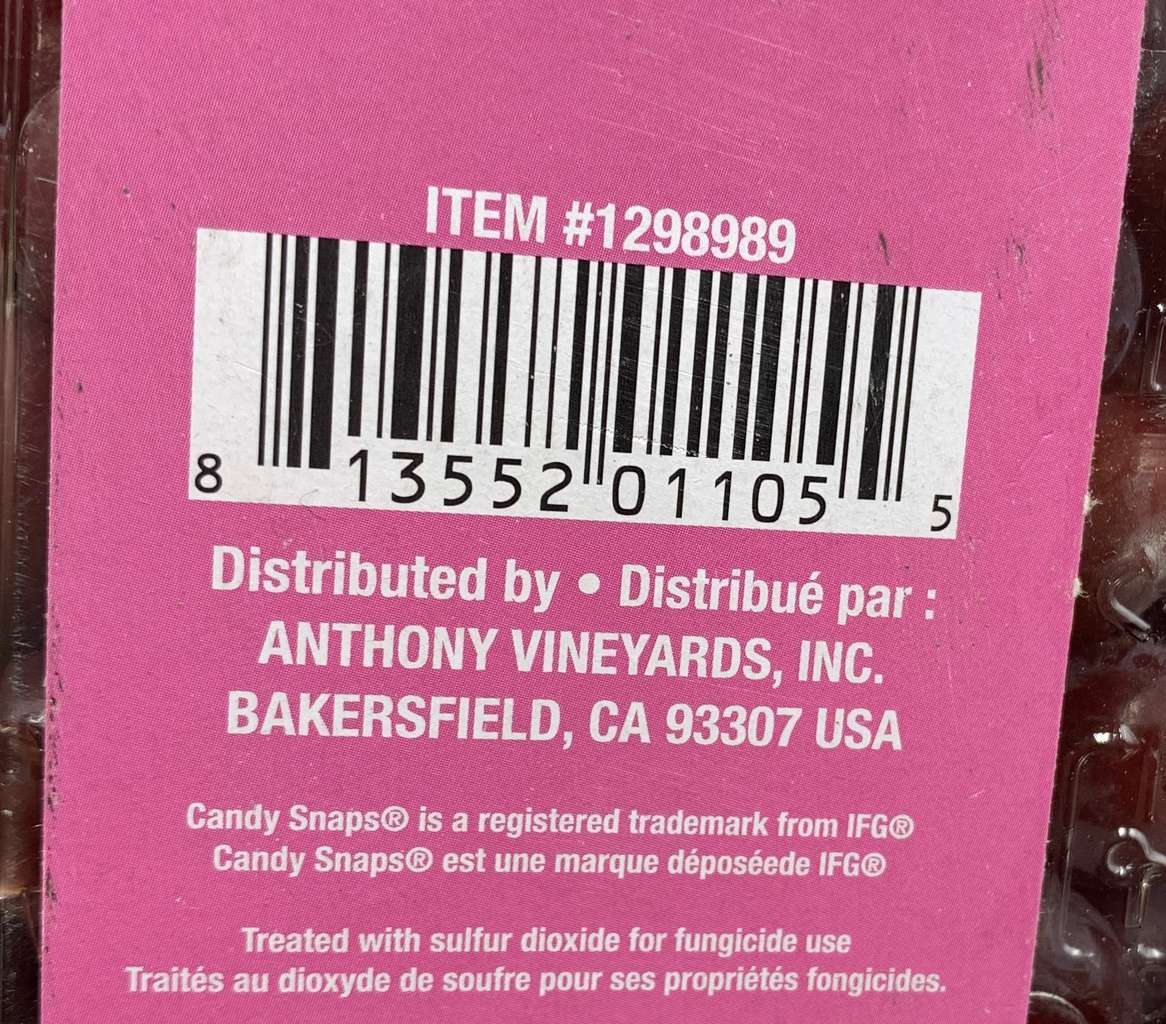 ITEM #1298989
8 13552 01105 5
Distributed by • Distribué par :
ANTHONY VINEYARDS, INC.
BAKERSFIELD, CA 93307 USA
Candy Snaps® is a registered trademark from IFG®
Candy Snaps® est une marque déposéede IFG®
Treated with sulfur dioxide for fungicide use
Traités au dioxyde de soufre pour ses propriétés fongicides.